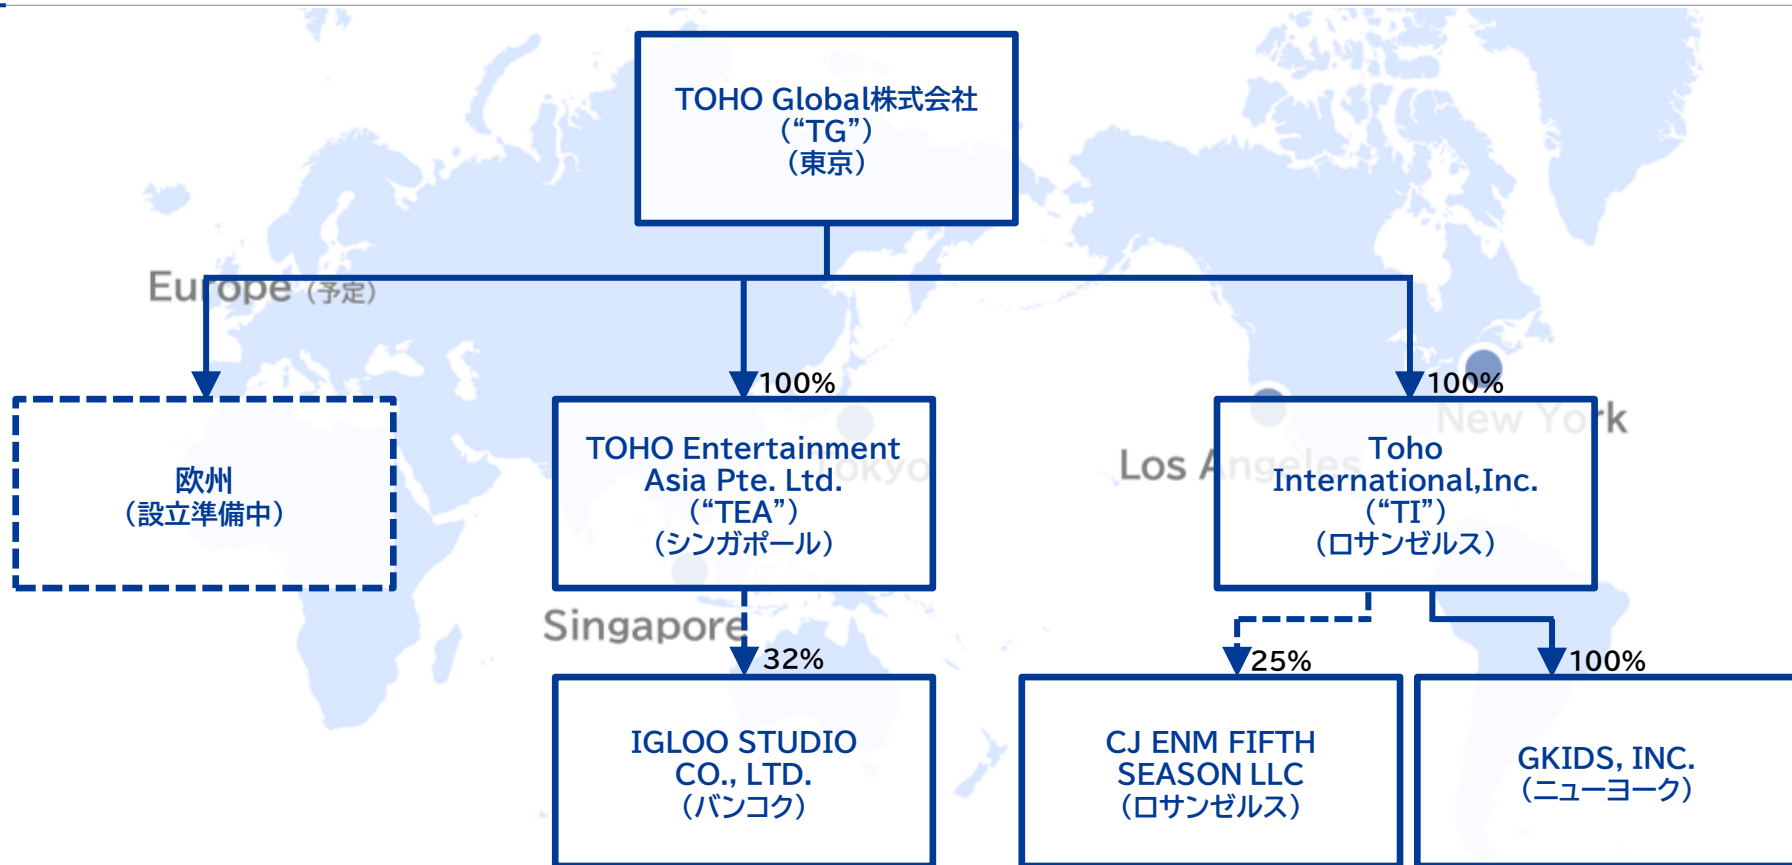 TOHO Global株式会社
（“TG”）
（東京）
Europe（予定）
100%
100%
New York
Tokyo
Los Angeles
欧州
（設立準備中）
TOHO Entertainment
Asia Pte. Ltd.
（“TEA”）
（シンガポール）
Toho
International,Inc.
（“TI”）
（ロサンゼルス）
Singapore
32%
25%
100%
IGLOO STUDIO
CO., LTD.
（バンコク）
CJ ENM FIFTH
SEASON LLC
（ロサンゼルス）
GKIDS, INC.
（ニューヨーク）